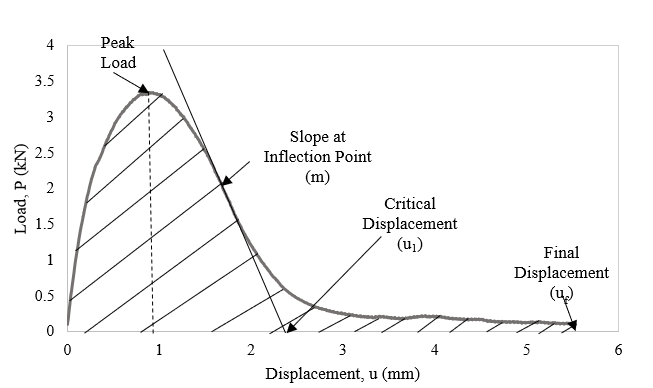 Peak
Load
Slope at
Inflection Point
(m)
Critical
Displacement
(u1)
Final
Displacement
(uf)
Load, P (kN)
4
3.5
3
2.5
2
1.5
1
0.5
0
0 1 2 3 4 5 6
Displacement, u (mm)